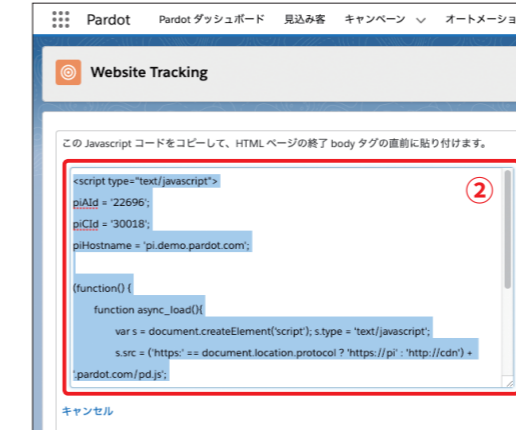 Pardot Pardot ダッシュボード 見込み客 キャンペーン オートメーショ
Website Tracking
この Javascript コードをコピーして、HTML ページの終了 body タグの直前に貼り付けます。
②
<script type="text/javascript">
piAId = '22696';
piCId = '30018';
piHostname = 'pi.demo.pardot.com';
(function() {
function async_load(){
var s = document.createElement('script'); s.type = 'text/javascript';
s.src = ('https:' == document.location.protocol ? 'https://pi' : 'http://cdn') +
'.pardot.com/pd.js';
キャンセル